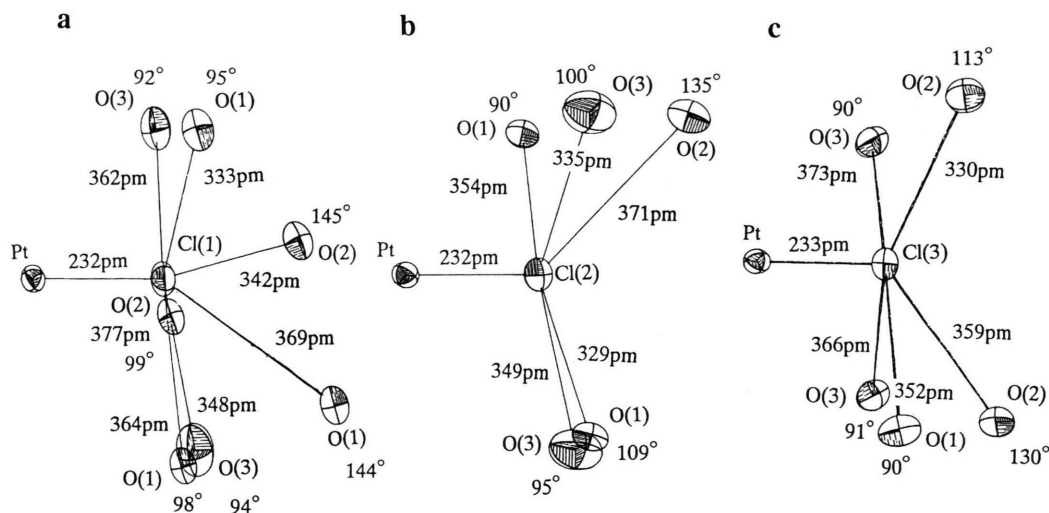 a
92°
95°
O(3)
O(1)
362pm
333pm
145°
Pt
Cl(1)
O(2)
232pm
342pm
O(2)
377pm
99°
369pm
348pm
364pm
O(1)
O(1)
O(3)
144°
98°
94°
b
100°
135°
90°
O(3)
O(1)
O(2)
335pm
354pm
371pm
Pt
232pm
Cl(2)
329pm
349pm
O(1)
O(3)
109°
95°
c
113°
O(2)
90°
O(3)
373pm
330pm
Pt
233pm
Cl(3)
359pm
366pm
O(2)
352pm
O(3)
91°
O(1)
90°
130°